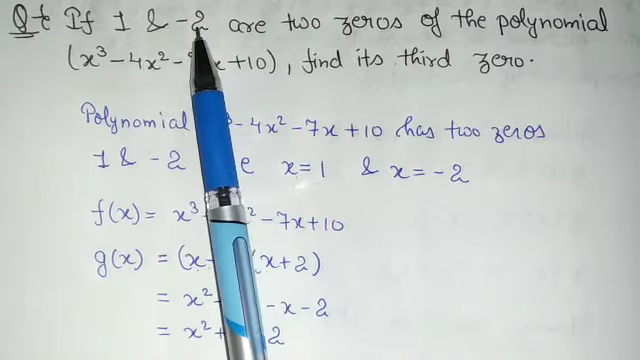 Q: If 1 & -2 are two zeros of the polynomial
(x³ - 4x² - x + 10), find its third zero.
Polynomial - 4x² - 7x + 10 has two zeros
1 & -2 e x = 1 & x = -2
f(x) = x³ ² - 7x + 10
g(x) = (x (x + 2)
= x² - x - 2
= x² + 2